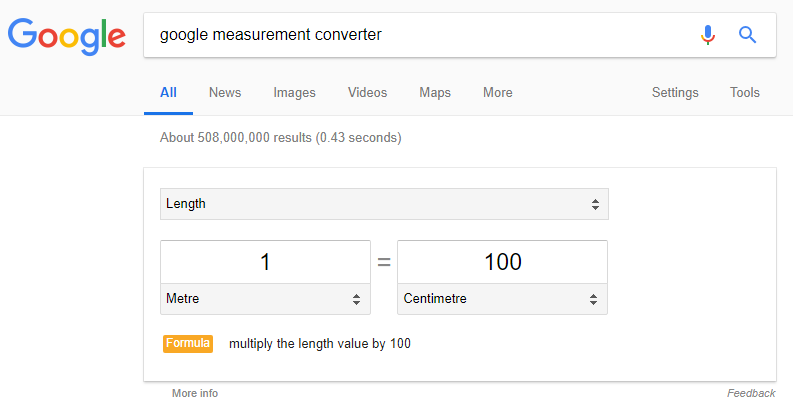 Google google measurement converter
All News Images Videos Maps More Settings Tools
About 508,000,000 results (0.43 seconds)
Length
1 = 100
Metre Centimetre
Formula multiply the length value by 100
More info Feedback